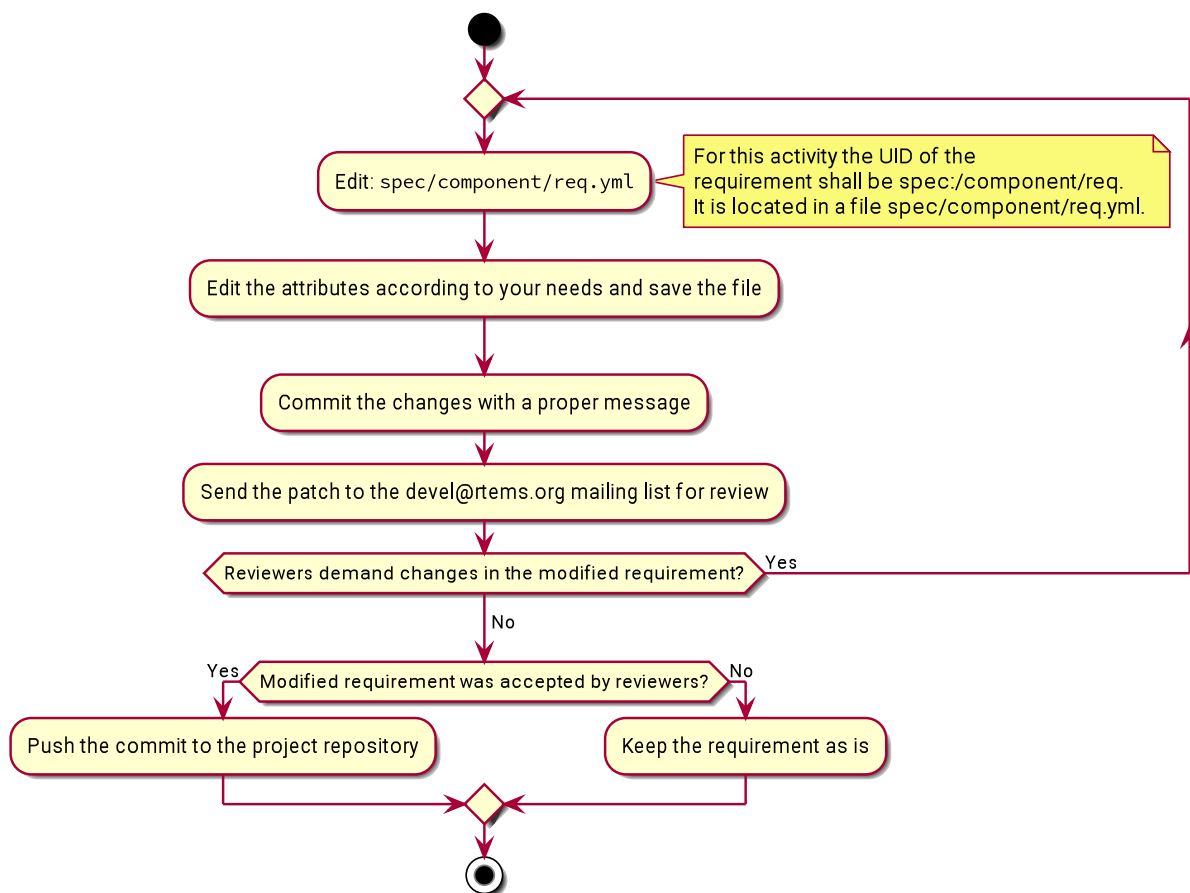 Edit: spec/component/req.yml
For this activity the UID of the
requirement shall be spec:/component/req.
It is located in a file spec/component/req.yml.
Edit the attributes according to your needs and save the file
Commit the changes with a proper message
Send the patch to the devel@rtems.org mailing list for review
Reviewers demand changes in the modified requirement?
Yes
No
Yes
Modified requirement was accepted by reviewers?
No
Push the commit to the project repository
Keep the requirement as is